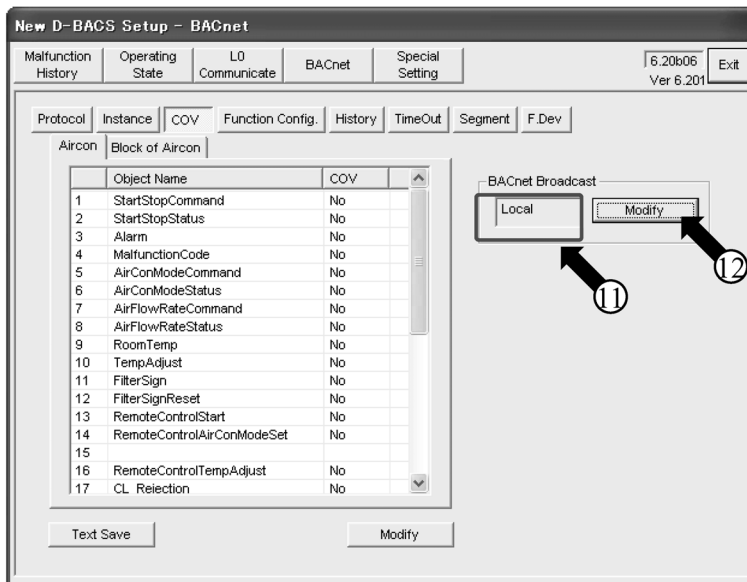 New D-BACS Setup - BACnet
Malfunction History
Operating State
L0 Communicate
BACnet
Special Setting
6.20b06
Ver 6.201
Exit
Protocol Instance COV Function Config. History TimeOut Segment F.Dev
Aircon Block of Aircon
Object Name COV
1 StartStopCommand No
2 StartStopStatus No
3 Alarm No
4 MalfunctionCode No
5 AirConModeCommand No
6 AirConModeStatus No
7 AirFlowRateCommand No
8 AirFlowRateStatus No
9 RoomTemp No
10 TempAdjust No
11 FilterSign No
12 FilterSignReset No
13 RemoteControlStart No
14 RemoteControlAirConModeSet No
15
16 RemoteControlTempAdjust No
17 CL_Rejection No
BACnet Broadcast
Local Modify
⑪
⑫
Text Save Modify